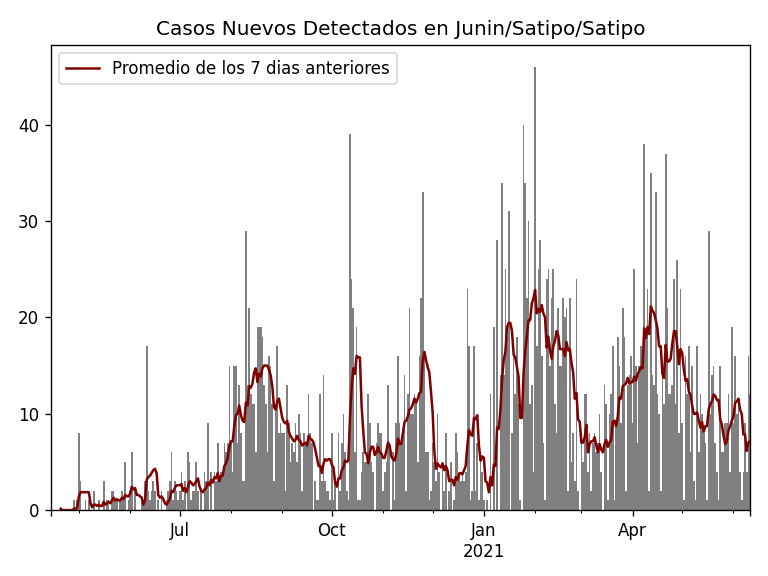 Casos Nuevos Detectados en Junin/Satipo/Satipo
Promedio de los 7 dias anteriores
40
30
20
10
0
Jul Oct Jan Apr
2021